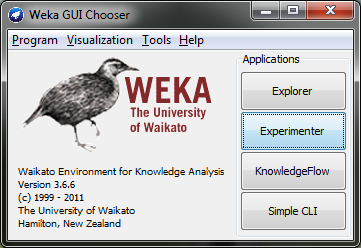 Weka GUI Chooser
Program Visualization Tools Help
WEKA
The University
of Waikato
Waikato Environment for Knowledge Analysis
Version 3.6.6
(c) 1999 - 2011
The University of Waikato
Hamilton, New Zealand
Applications
Explorer
Experimenter
KnowledgeFlow
Simple CLI